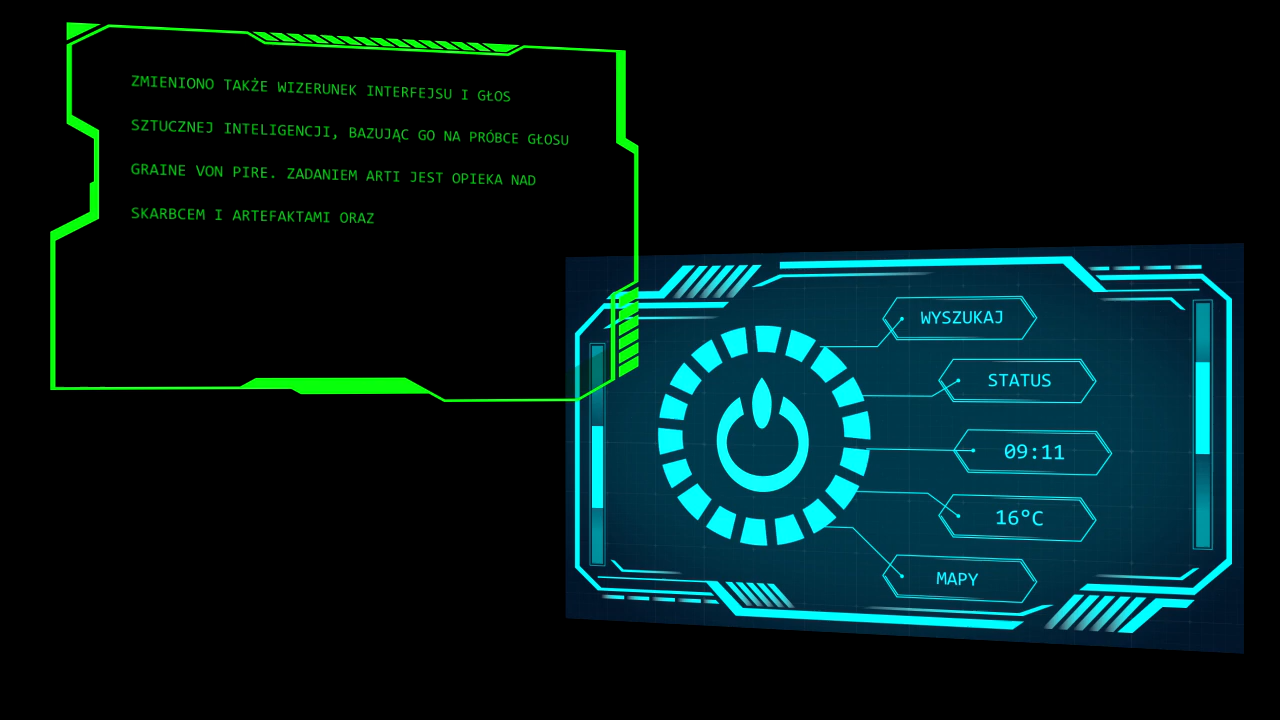 ZMIENIONO TAKŻE WIZERUNEK INTERFEJSU I GŁOS
SZTUCZNEJ INTELIGENCJI, BAZUJĄC GO NA PRÓBCE GŁOSU
GRAINE VON PIRE. ZADANIEM ARTI JEST OPIEKA NAD
SKARBCEM I ARTEFAKTAMI ORAZ
WYSZUKAJ
STATUS
09:11
16°C
MAPY